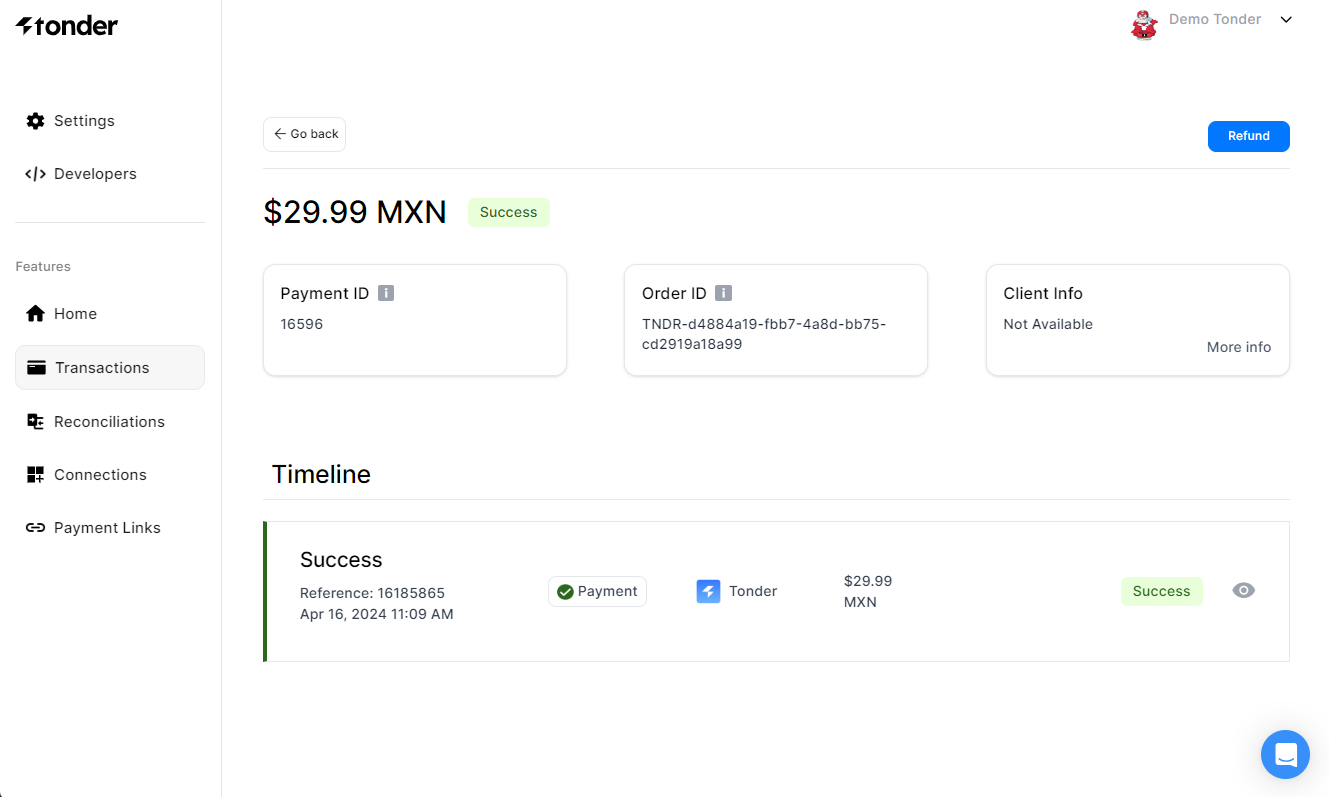 tonder
Demo Tonder
Settings
Developers
Features
Home
Transactions
Reconciliations
Connections
Payment Links
Go back
Refund
$29.99 MXN
Success
Payment ID
16596
Order ID
TNDR-d4884a19-fbb7-4a8d-bb75-
cd2919a18a99
Client Info
Not Available
More info
Timeline
Success
Reference: 16185865
Apr 16, 2024 11:09 AM
Payment
Tonder
$29.99
MXN
Success